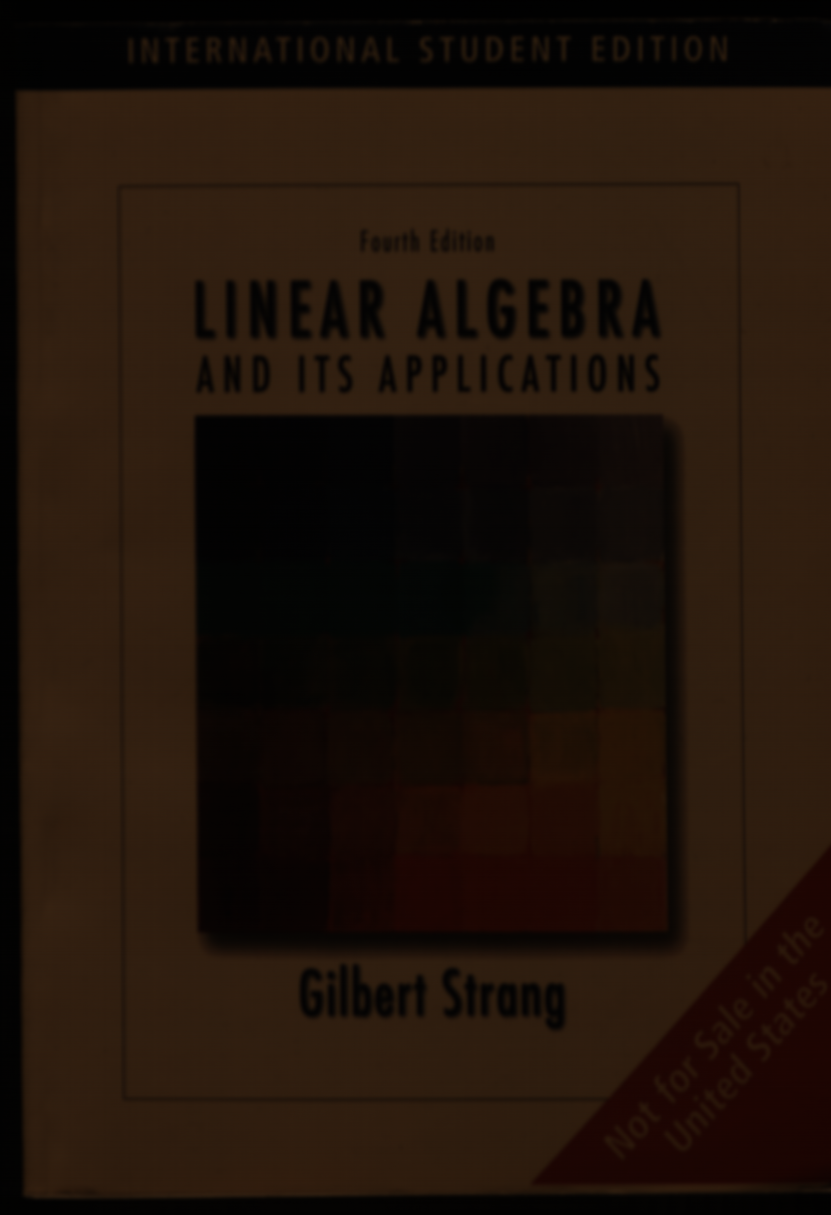 INTERNATIONAL STUDENT EDITION
Fourth Edition
LINEAR ALGEBRA
AND ITS APPLICATIONS
Gilbert Strang
Not for Sale in the
United States